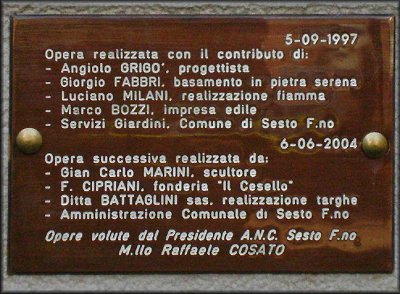 5-09-1997
Opera realizzata con il contributo di:
- Angiolo GRIGO', progettista
- Giorgio FABBRI, basamento in pietra serena
- Luciano MILANI, realizzazione fiamma
- Marco BOZZI, impresa edile
- Servizi Giardini, Comune di Sesto F.no
6-06-2004
Opera successiva realizzata da:
- Gian Carlo MARINI, scultore
- F. CIPRIANI, fonderia "Il Cesello"
- Ditta BATTAGLINI sas, realizzazione targhe
- Amministrazione Comunale di Sesto F.no
Opere volute dal Presidente A.N.C. Sesto F.no
M.llo Raffaele COSATO